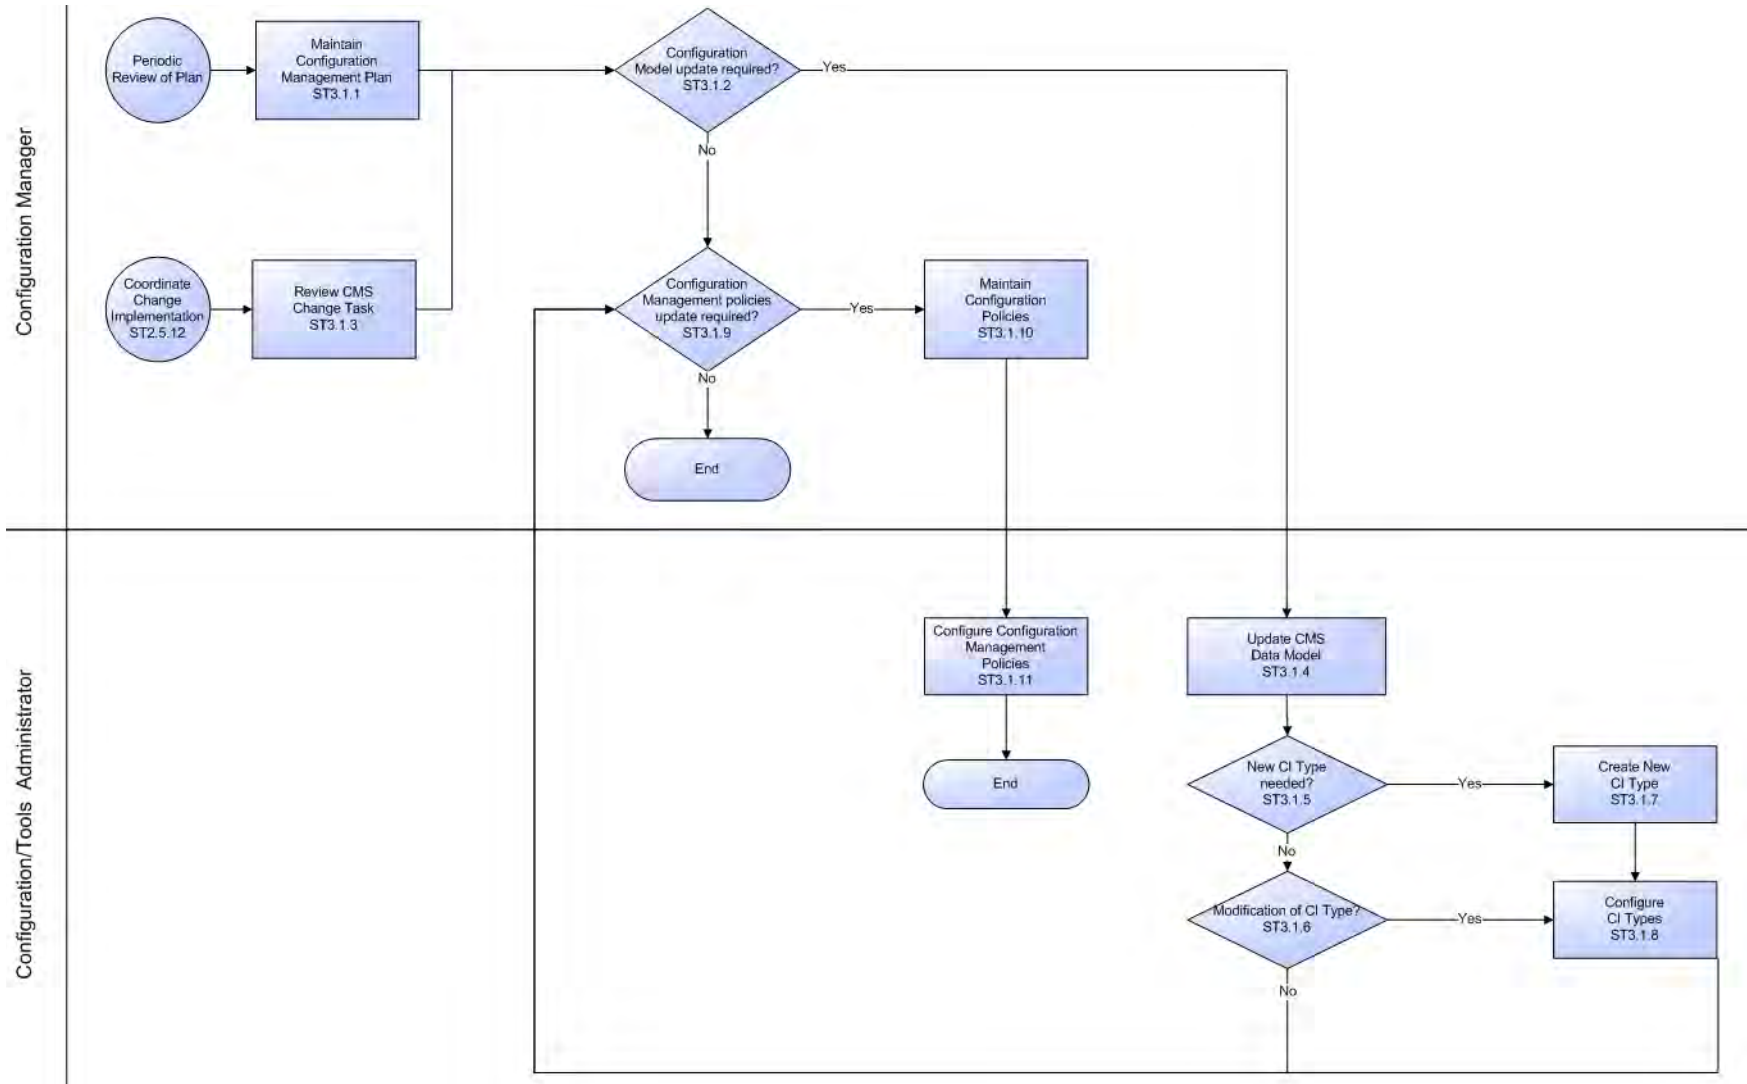 Configuration Manager
Periodic
Review of Plan
Maintain
Configuration
Management Plan
ST3.1.1
Configuration
Model update required?
ST3.1.2
Yes
No
Coordinate
Change
Implementation
ST2.5.12
Review CMS
Change Task
ST3.1.3
Configuration
Management policies
update required?
ST3.1.9
Yes
Maintain
Configuration
Policies
ST3.1.10
No
End
Configuration/Tools Administrator
Configure Configuration
Management
Policies
ST3.1.11
End
Update CMS
Data Model
ST3.1.4
New CI Type
needed?
ST3.1.5
Yes
Create New
CI Type
ST3.1.7
No
Modification of CI Type?
ST3.1.6
Yes
Configure
CI Types
ST3.1.8
No